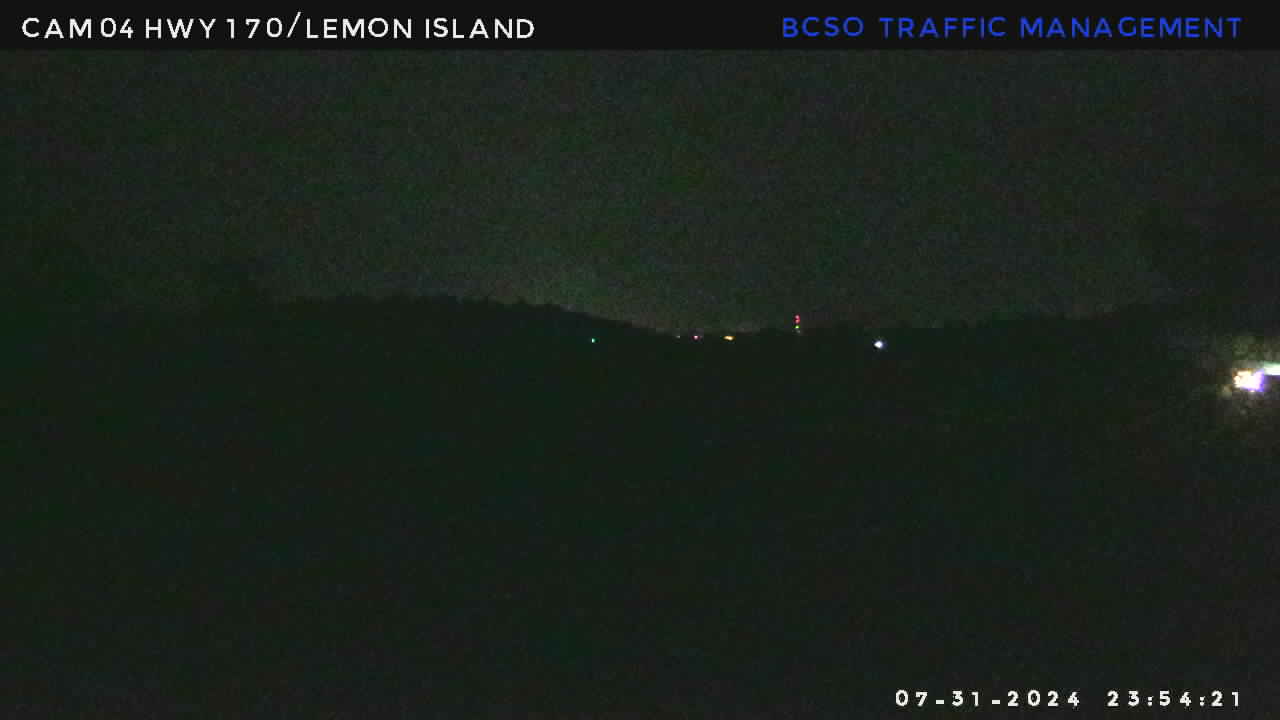 CAM04 HWY 170/LEMON ISLAND
BCSO TRAFFIC MANAGEMENT
07-31-2024 23:54:21